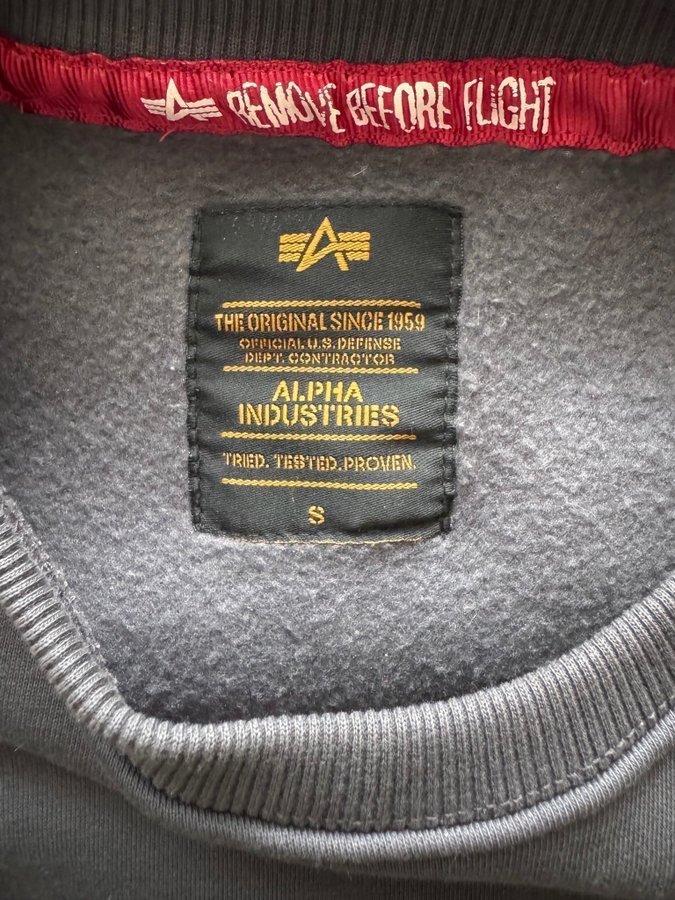 REMOVE BEFORE FLIGHT
THE ORIGINAL SINCE 1959
OFFICIAL U.S. DEFENSE
DEPT. CONTRACTOR
ALPHA
INDUSTRIES
TRIED. TESTED. PROVEN.
S